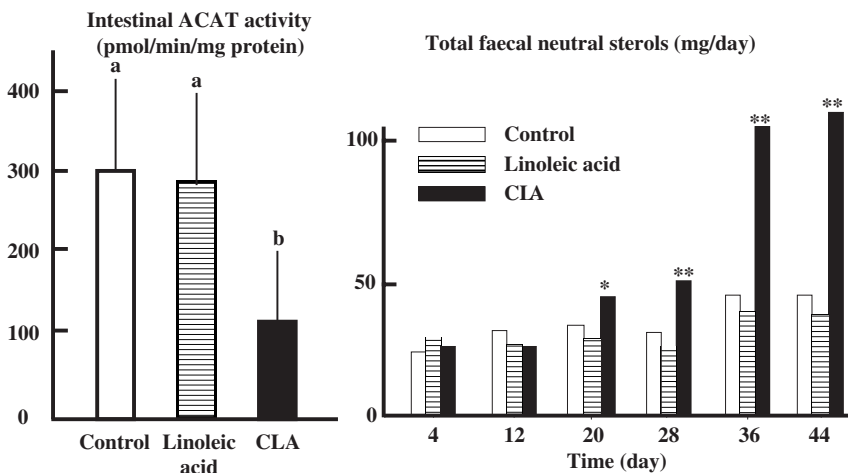 Intestinal ACAT activity
(pmol/min/mg protein)
a
a
b
400
300
200
100
0
Control
Linoleic
acid
CLA
Total faecal neutral sterols (mg/day)
Control
Linoleic acid
CLA
100
50
0
*
**
**
**
4 12 20 28 36 44
Time (day)